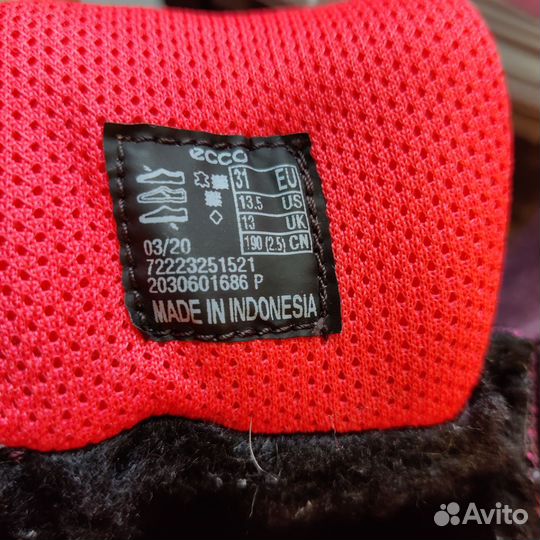 ecco
31 EU
13.5 US
13 UK
190 (2.5) CN
03/20
72223251521
2030601686 P
MADE IN INDONESIA
Avito